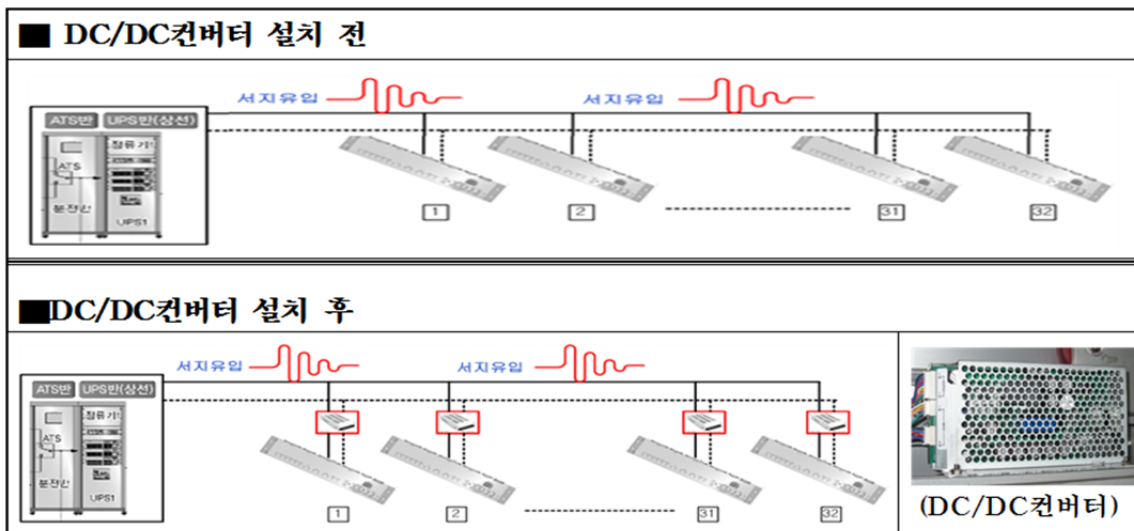 ■ DC/DC컨버터 설치 전
서지유입
서지유입
ATS반 UPS반(상선)
정류기1
ATS
분전반
UPS1
1
2
31
32
■DC/DC컨버터 설치 후
서지유입
서지유입
ATS반 UPS반(상선)
정류기1
ATS
분전반
UPS1
1
2
31
32
(DC/DC컨버터)